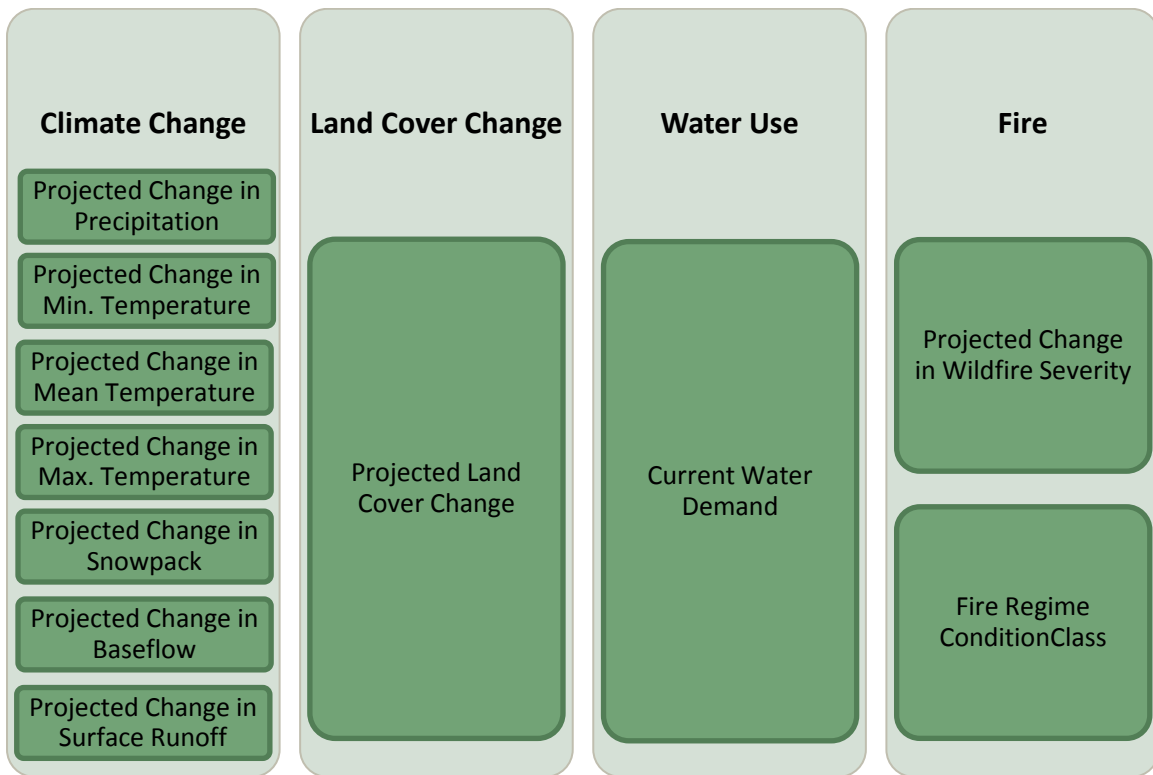 Climate Change
Projected Change in
Precipitation
Projected Change in
Min. Temperature
Projected Change in
Mean Temperature
Projected Change in
Max. Temperature
Projected Change in
Snowpack
Projected Change in
Baseflow
Projected Change in
Surface Runoff
Land Cover Change
Projected Land
Cover Change
Water Use
Current Water
Demand
Fire
Projected Change
in Wildfire Severity
Fire Regime
ConditionClass